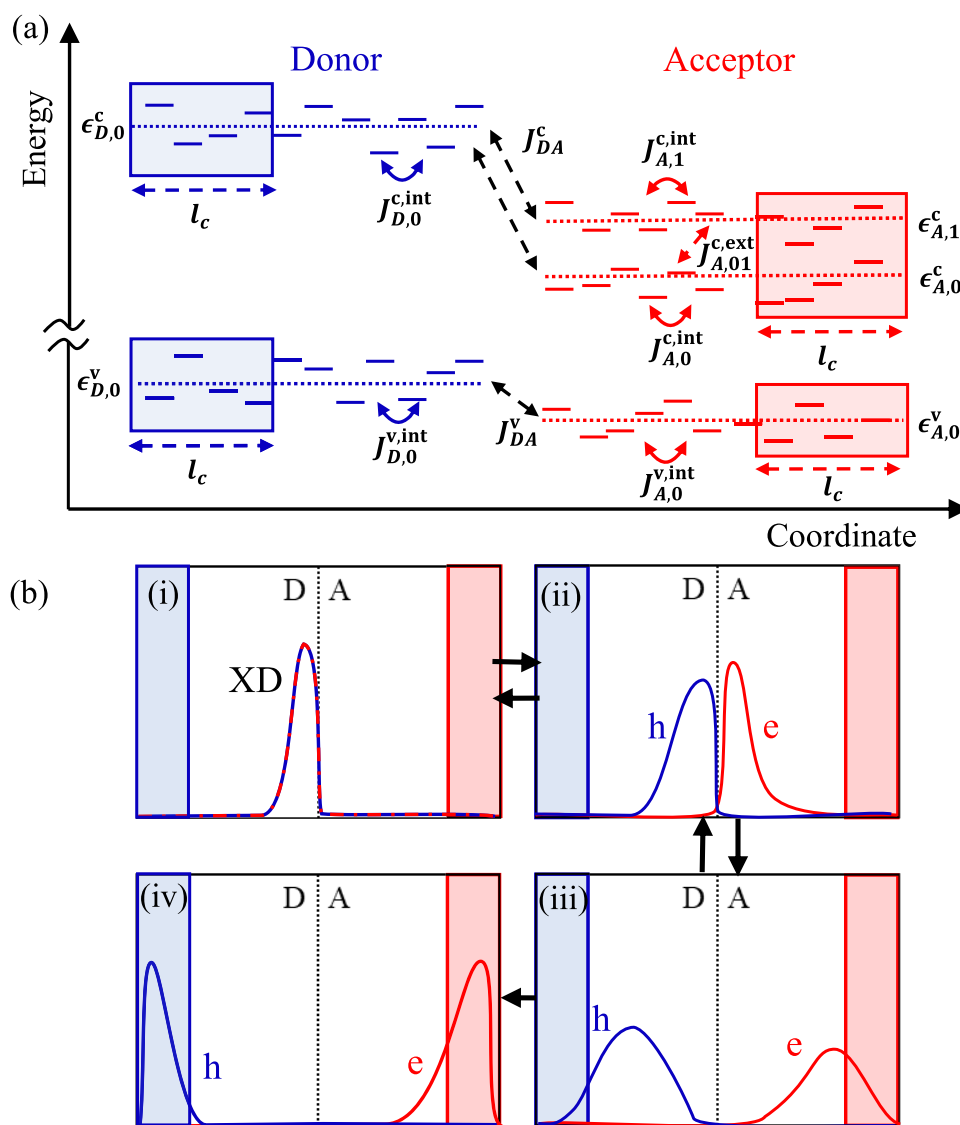 (a)
Energy
Donor
Acceptor
ϵ^c_{D,0}
l_c
J^{c,int}_{D,0}
J^c_{DA}
J^{c,int}_{A,1}
J^{c,ext}_{A,01}
J^{c,int}_{A,0}
ϵ^c_{A,1}
ϵ^c_{A,0}
l_c
ϵ^v_{D,0}
l_c
J^{v,int}_{D,0}
J^v_{DA}
J^{v,int}_{A,0}
ϵ^v_{A,0}
l_c
Coordinate
(b)
(i)
D A
XD
(ii)
D A
h
e
(iv)
D A
h
e
(iii)
D A
h
e